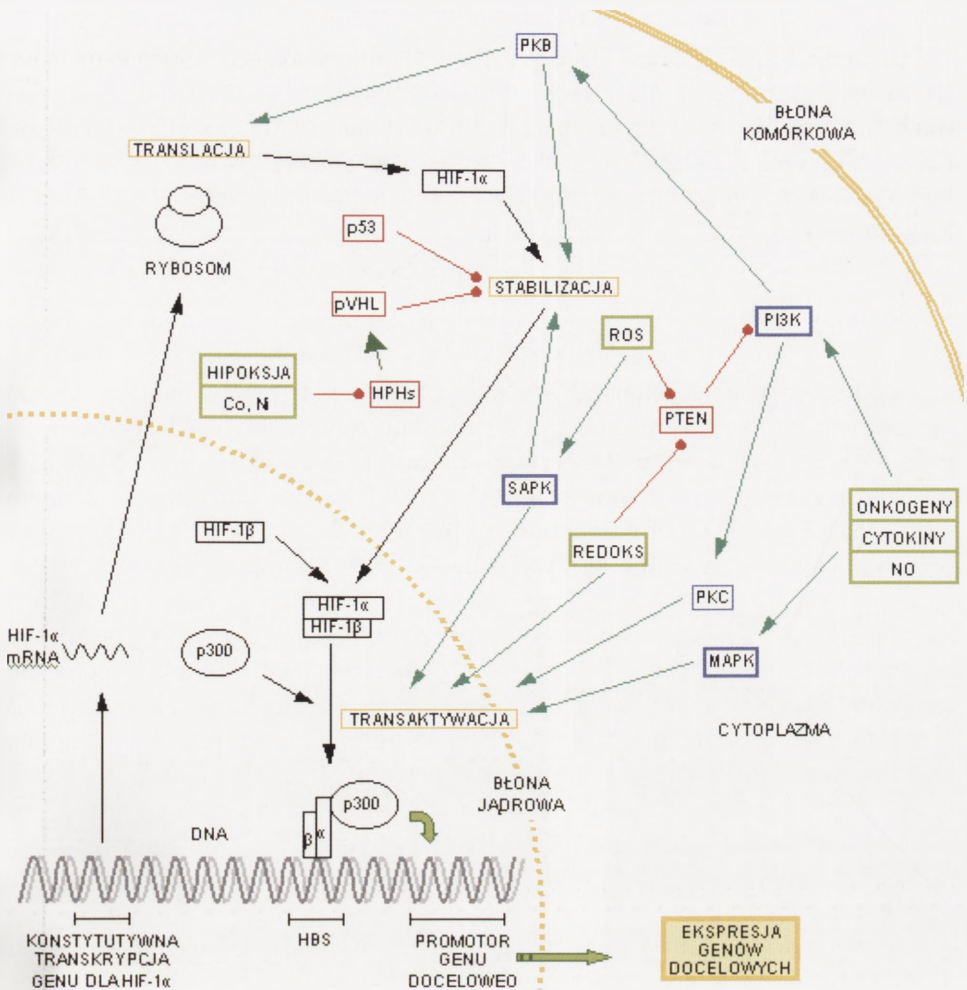 PKB
BŁONA
KOMÓRKOWA
TRANSLACJA
HIF-1α
p53
RYBOSOM
STABILIZACJA
pVHL
ROS
PI3K
HIPOKSJA
Co, Ni
HPHs
PTEN
SAPK
ONKOGENY
CYTOKINY
NO
HIF-1β
REDOKS
PKC
HIF-1α
HIF-1β
HIF-1α
mRNA
p300
MAPK
TRANSAKTYWACJA
CYTOPLAZMA
BŁONA
JĄDROWA
p300
β α
DNA
KONSTYTUTYWNA
TRANSKRYPCJA
GENU DLA HIF-1α
HBS
PROMOTOR
GENU
DOCELOWEO
EKSPRESJA
GENÓW
DOCELOWYCH